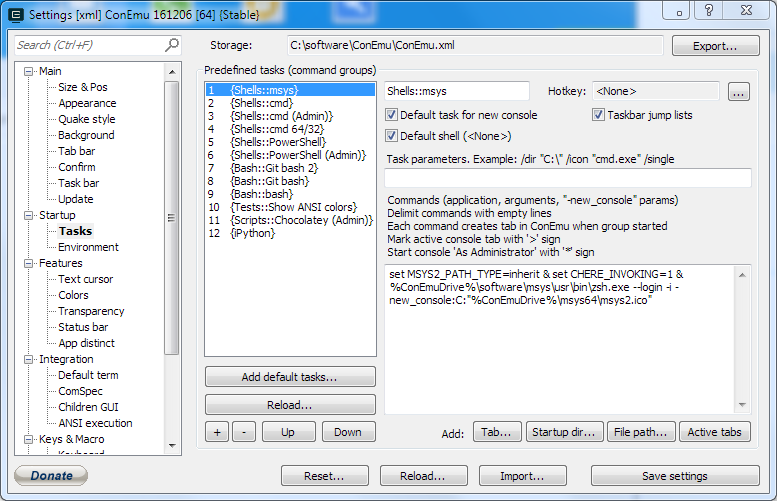 Settings [xml] ConEmu 161206 [64] {Stable}
Search (Ctrl+F)
Storage:
C:\software\ConEmu\ConEmu.xml
Export...
Main
Size & Pos
Appearance
Quake style
Background
Tab bar
Confirm
Task bar
Update
Startup
Tasks
Environment
Features
Text cursor
Colors
Transparency
Status bar
App distinct
Integration
Default term
ComSpec
Children GUI
ANSI execution
Keys & Macro
Keyboard
Predefined tasks (command groups)
1 {Shells::msys}
2 {Shells::cmd}
3 {Shells::cmd (Admin)}
4 {Shells::cmd 64/32}
5 {Shells::PowerShell}
6 {Shells::PowerShell (Admin)}
7 {Bash::Git bash 2}
8 {Bash::Git bash}
9 {Bash::bash}
10 {Tests::Show ANSI colors}
11 {Scripts::Chocolatey (Admin)}
12 {iPython}
Add default tasks...
Reload...
+ - Up Down
Shells::msys
Hotkey: <None> ...
Default task for new console
Taskbar jump lists
Default shell (<None>)
Task parameters. Example: /dir "C:\" /icon "cmd.exe" /single
Commands (application, arguments, "-new_console" params)
Delimit commands with empty lines
Each command creates tab in ConEmu when group started
Mark active console tab with '>' sign
Start console 'As Administrator' with '*' sign
set MSYS2_PATH_TYPE=inherit & set CHERE_INVOKING=1 &
%ConEmuDrive%\software\msys\usr\bin\zsh.exe --login -i -
new_console:C:"%ConEmuDrive%\msys64\msys2.ico"
Add: Tab... Startup dir... File path... Active tabs
Donate
Reset...
Reload...
Import...
Save settings